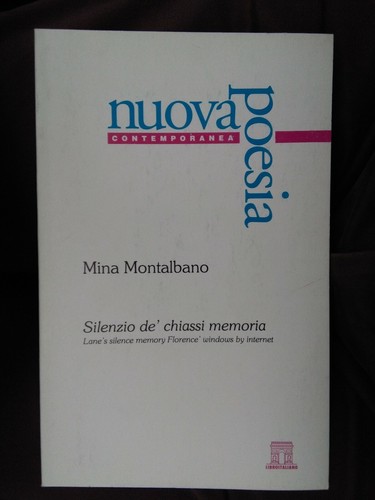 nuova
poesia
CONTEMPORANEA
Mina Montalbano
Silenzio de' chiassi memoria
Lane's silence memory Florence' windows by internet